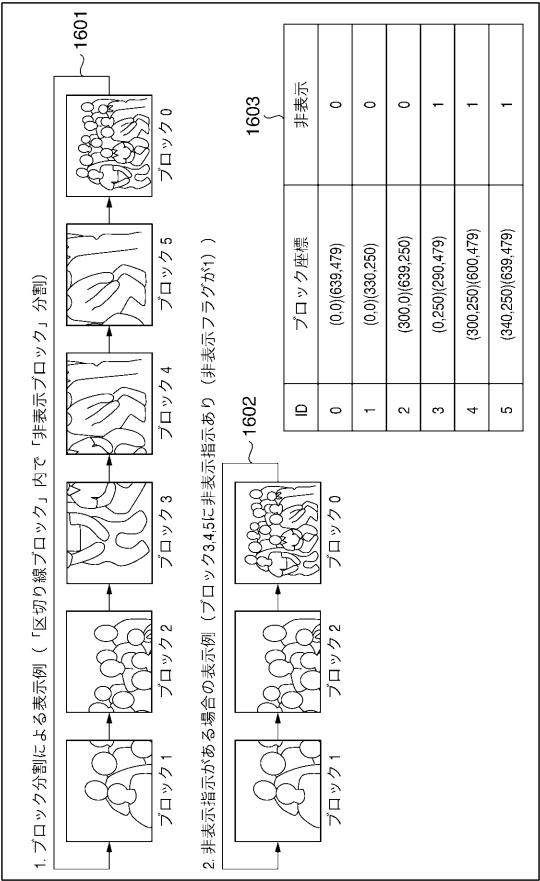 1. ブロック分割による表示例（「区切り線ブロック」内で「非表示ブロック」分割）
1601
ブロック1
ブロック2
ブロック3
ブロック4
ブロック5
ブロック0
2. 非表示指示がある場合の表示例（ブロック3,4,5に非表示指示あり（非表示フラグが1））
1602
ブロック1
ブロック2
ブロック0
1603
ID ブロック座標 非表示
0 (0,0)(639,479) 0
1 (0,0)(330,250) 0
2 (300,0)(639,250) 0
3 (0,250)(290,479) 1
4 (300,250)(600,479) 1
5 (340,250)(639,479) 1